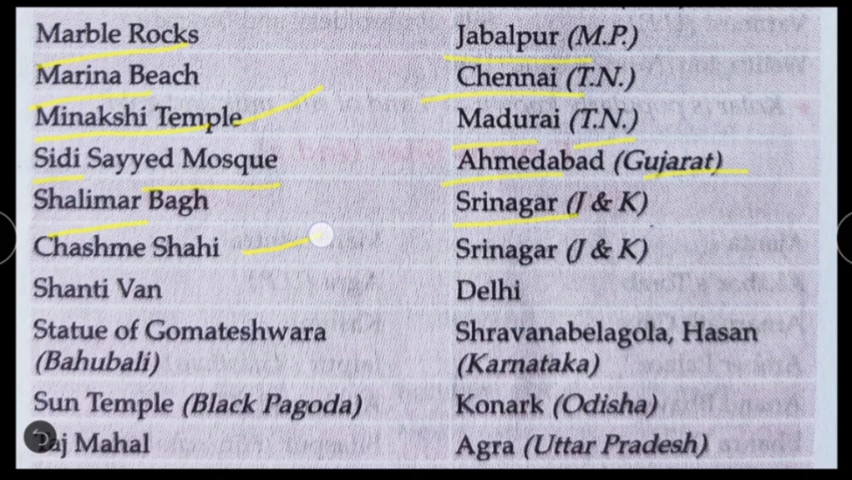 Marble Rocks Jabalpur (M.P.)
Marina Beach Chennai (T.N.)
Minakshi Temple Madurai (T.N.)
Sidi Sayyed Mosque Ahmedabad (Gujarat)
Shalimar Bagh Srinagar (J & K)
Chashme Shahi Srinagar (J & K)
Shanti Van Delhi
Statue of Gomateshwara Shravanabelagola, Hasan
(Bahubali) (Karnataka)
Sun Temple (Black Pagoda) Konark (Odisha)
Taj Mahal Agra (Uttar Pradesh)